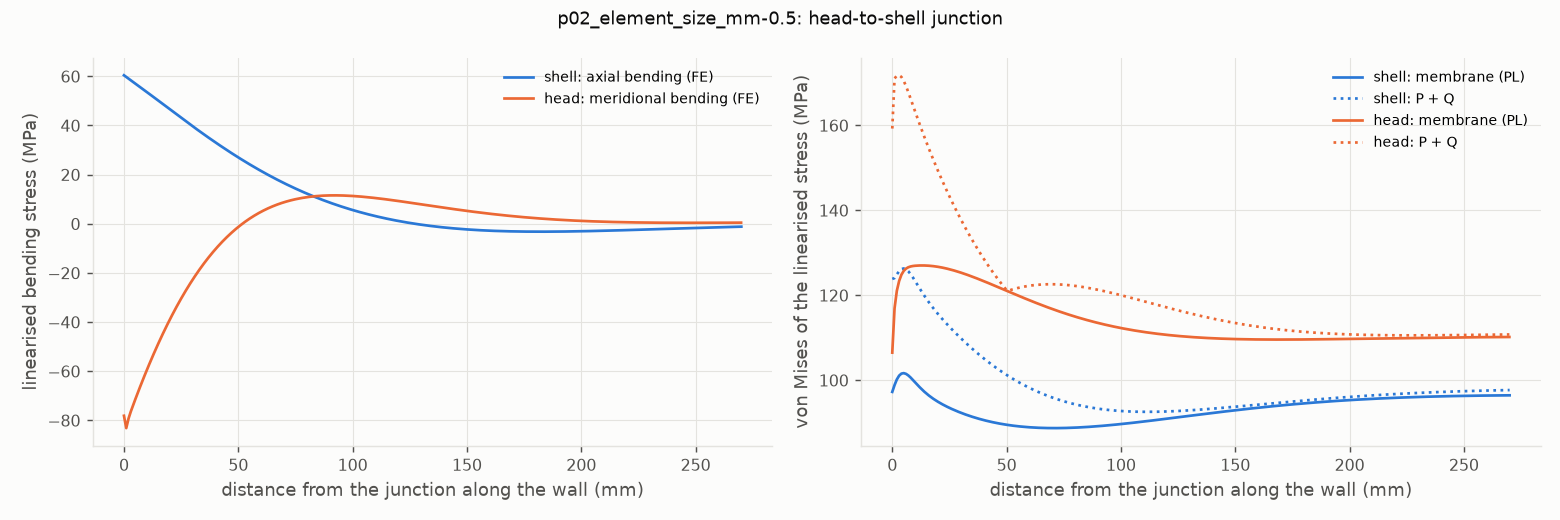 p02_element_size_mm-0.5: head-to-shell junction
linearised bending stress (MPa)
60
40
20
0
−20
−40
−60
−80
shell: axial bending (FE)
head: meridional bending (FE)
0
50
100
150
200
250
distance from the junction along the wall (mm)
von Mises of the linearised stress (MPa)
160
140
120
100
shell: membrane (PL)
shell: P + Q
head: membrane (PL)
head: P + Q
0
50
100
150
200
250
distance from the junction along the wall (mm)